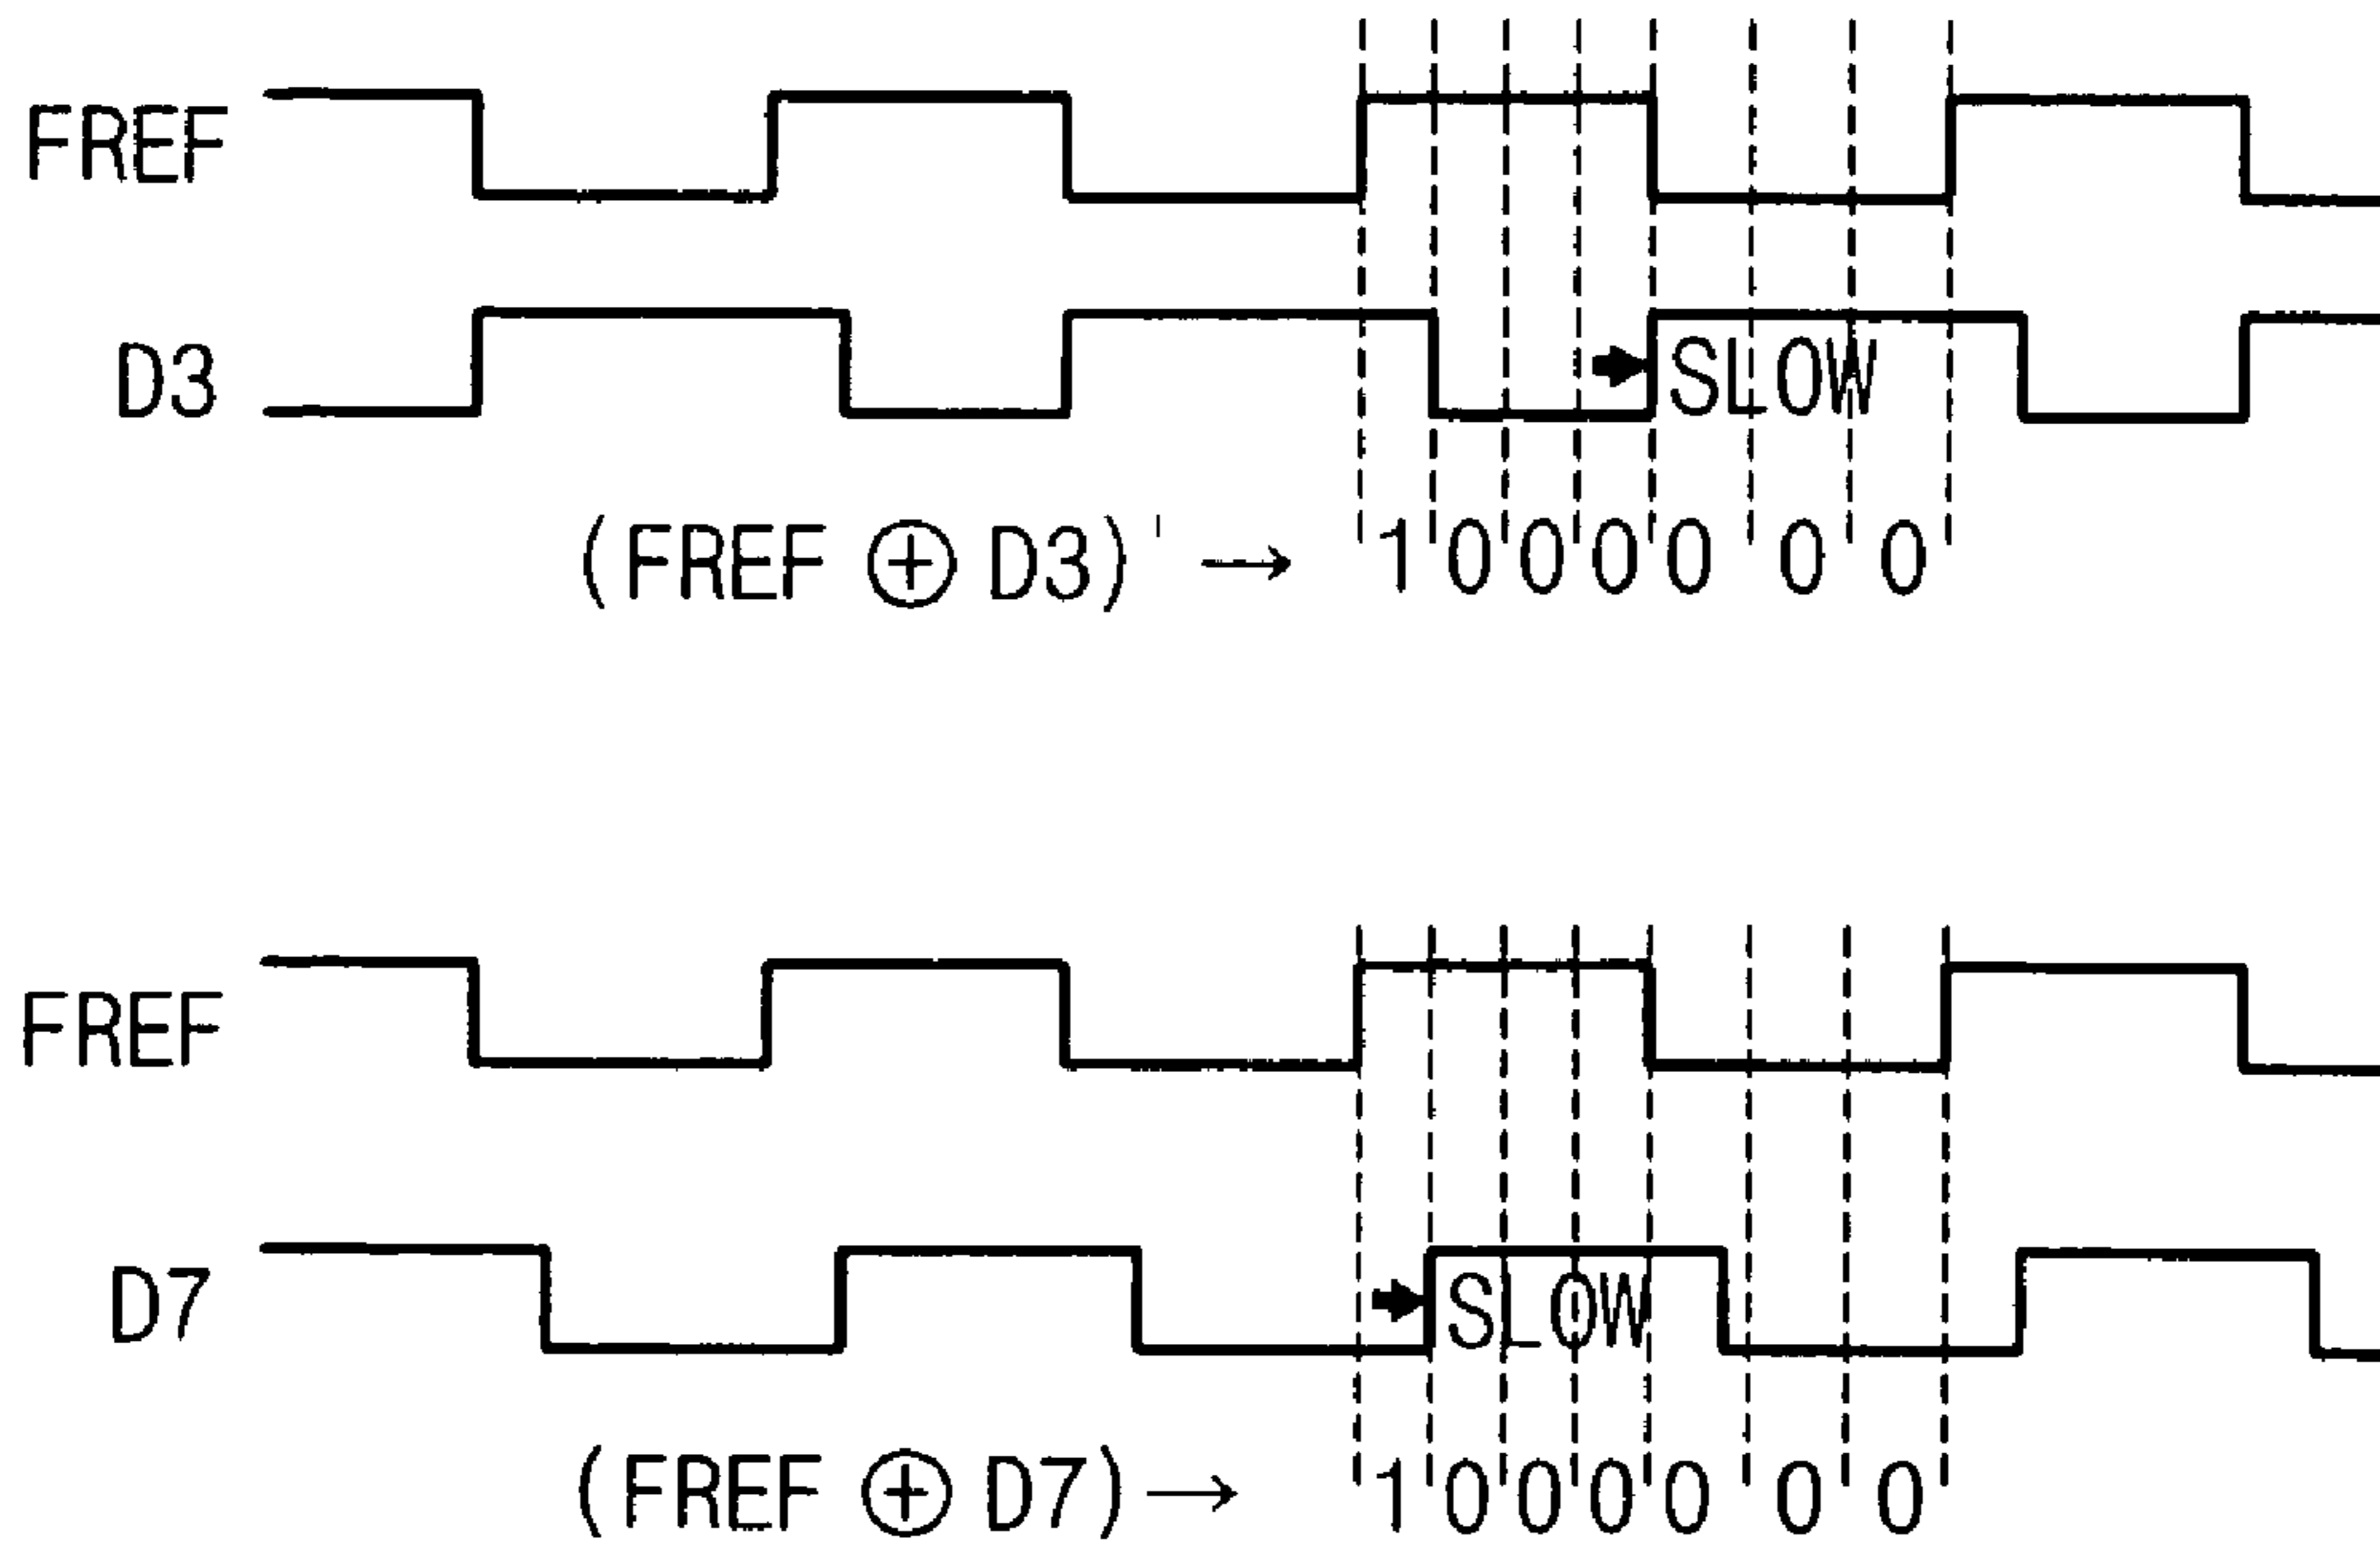 FREF
D3
SLOW
(FREF ⊕ D3)' → 1 0 0 0 0 0 0
FREF
D7
SLOW
(FREF ⊕ D7) → 1 0 0 0 0 0 0